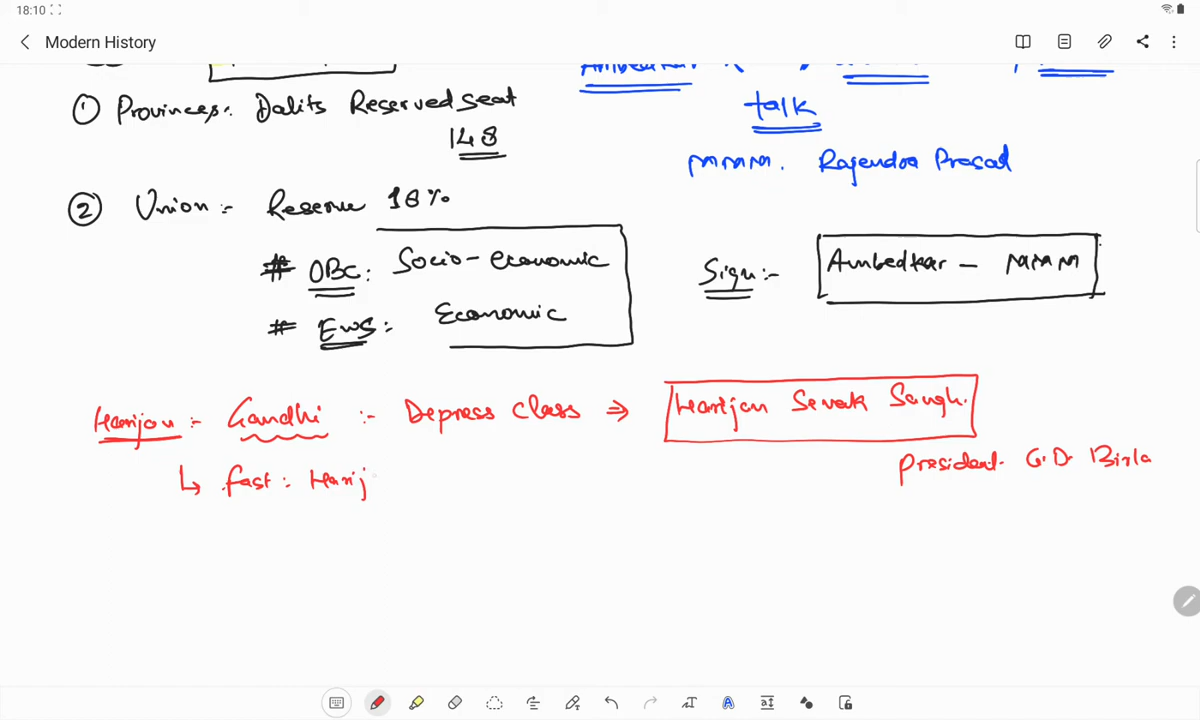 18:10
Modern History
Ambedkar
talk
① Provinces:. Dalits Reserved seat
148
MMM. Rajendra Prasad
② Union :- Reserve 18%
# OBC : Socio-economic
# EWS : Economic
Sign :- Ambedkar - MMM
Harijan :- Gandhi :- Depress Class ⇒ Harijan Sevak Sangh.
President. G.D. Birla
↳ fast : Harij